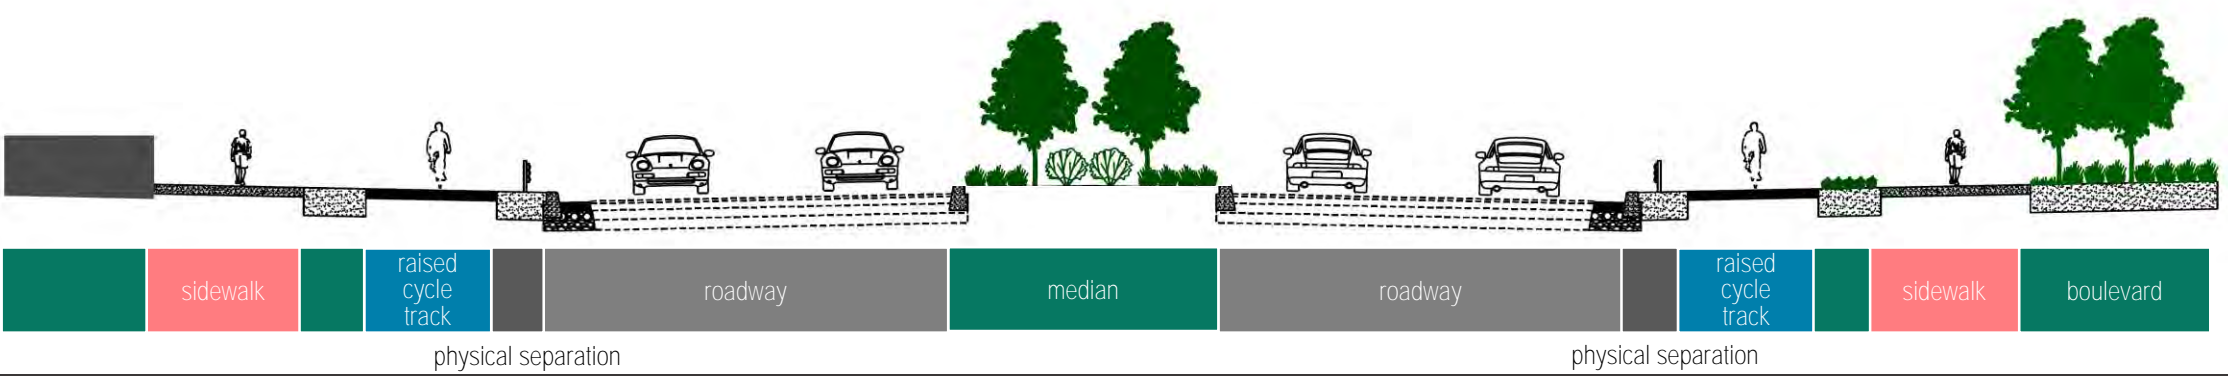 sidewalk
raised
cycle
track
roadway
median
roadway
raised
cycle
track
sidewalk
boulevard
physical separation
physical separation